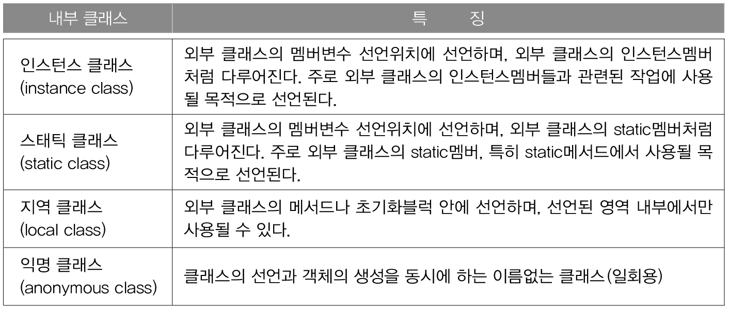 내부 클래스 특 징
인스턴스 클래스
(instance class)
외부 클래스의 멤버변수 선언위치에 선언하며, 외부 클래스의 인스턴스멤버
처럼 다루어진다. 주로 외부 클래스의 인스턴스멤버들과 관련된 작업에 사용
될 목적으로 선언된다.
스태틱 클래스
(static class)
외부 클래스의 멤버변수 선언위치에 선언하며, 외부 클래스의 static멤버처럼
다루어진다. 주로 외부 클래스의 static멤버, 특히 static메서드에서 사용될 목
적으로 선언된다.
지역 클래스
(local class)
외부 클래스의 메서드나 초기화블럭 안에 선언하며, 선언된 영역 내부에서만
사용될 수 있다.
익명 클래스
(anonymous class)
클래스의 선언과 객체의 생성을 동시에 하는 이름없는 클래스(일회용)